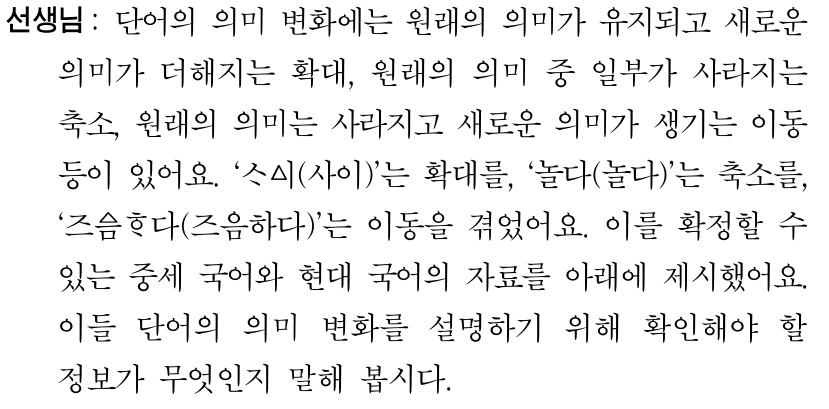 선생님 : 단어의 의미 변화에는 원래의 의미가 유지되고 새로운
의미가 더해지는 확대, 원래의 의미 중 일부가 사라지는
축소, 원래의 의미는 사라지고 새로운 의미가 생기는 이동
등이 있어요. ‘ᄉᆞᅀᅵ(사이)’는 확대를, ‘놀다(놀다)’는 축소를,
‘즈슴ᄒᆞ다(즈음하다)’는 이동을 겪었어요. 이를 확정할 수
있는 중세 국어와 현대 국어의 자료를 아래에 제시했어요.
이들 단어의 의미 변화를 설명하기 위해 확인해야 할
정보가 무엇인지 말해 봅시다.